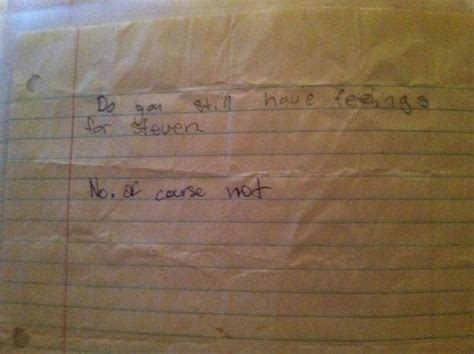 Do you still have feelings
for Steven
No. of course not